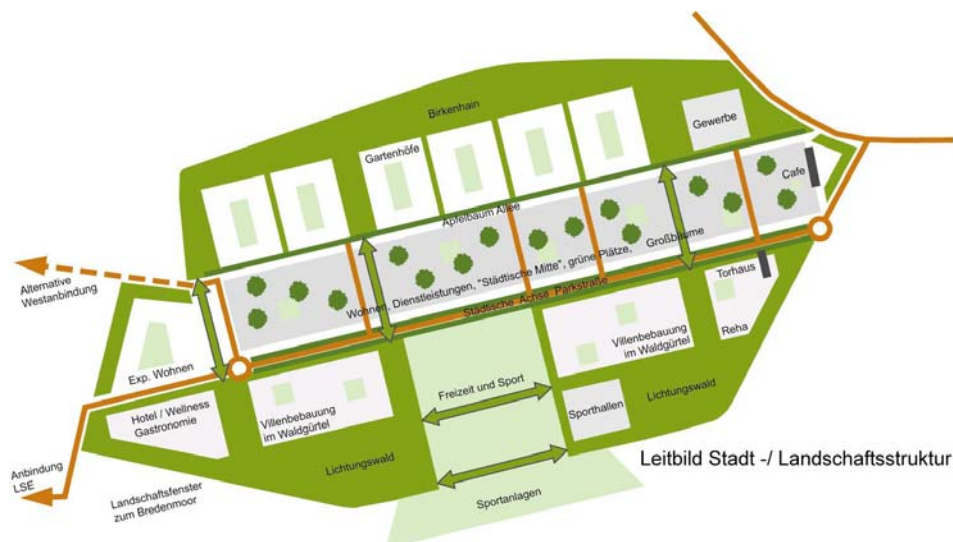 Birkenhain
Gewerbe
Gartenhöfe
Cafe
Apfelbaum Allee
Wohnen, Dienstleistungen, "Städtische Mitte", grüne Plätze, Großbäume
Städtische Achse Parkstraße
Alternative
Westanbindung
Torhaus
Reha
Exp. Wohnen
Villenbebauung
im Waldgürtel
Hotel / Wellness
Gastronomie
Villenbebauung
im Waldgürtel
Freizeit und Sport
Sporthallen
Lichtungswald
Lichtungswald
Anbindung
LSE
Landschaftsfenster
zum Bredenmoor
Sportanlagen
Leitbild Stadt -/ Landschaftsstruktur